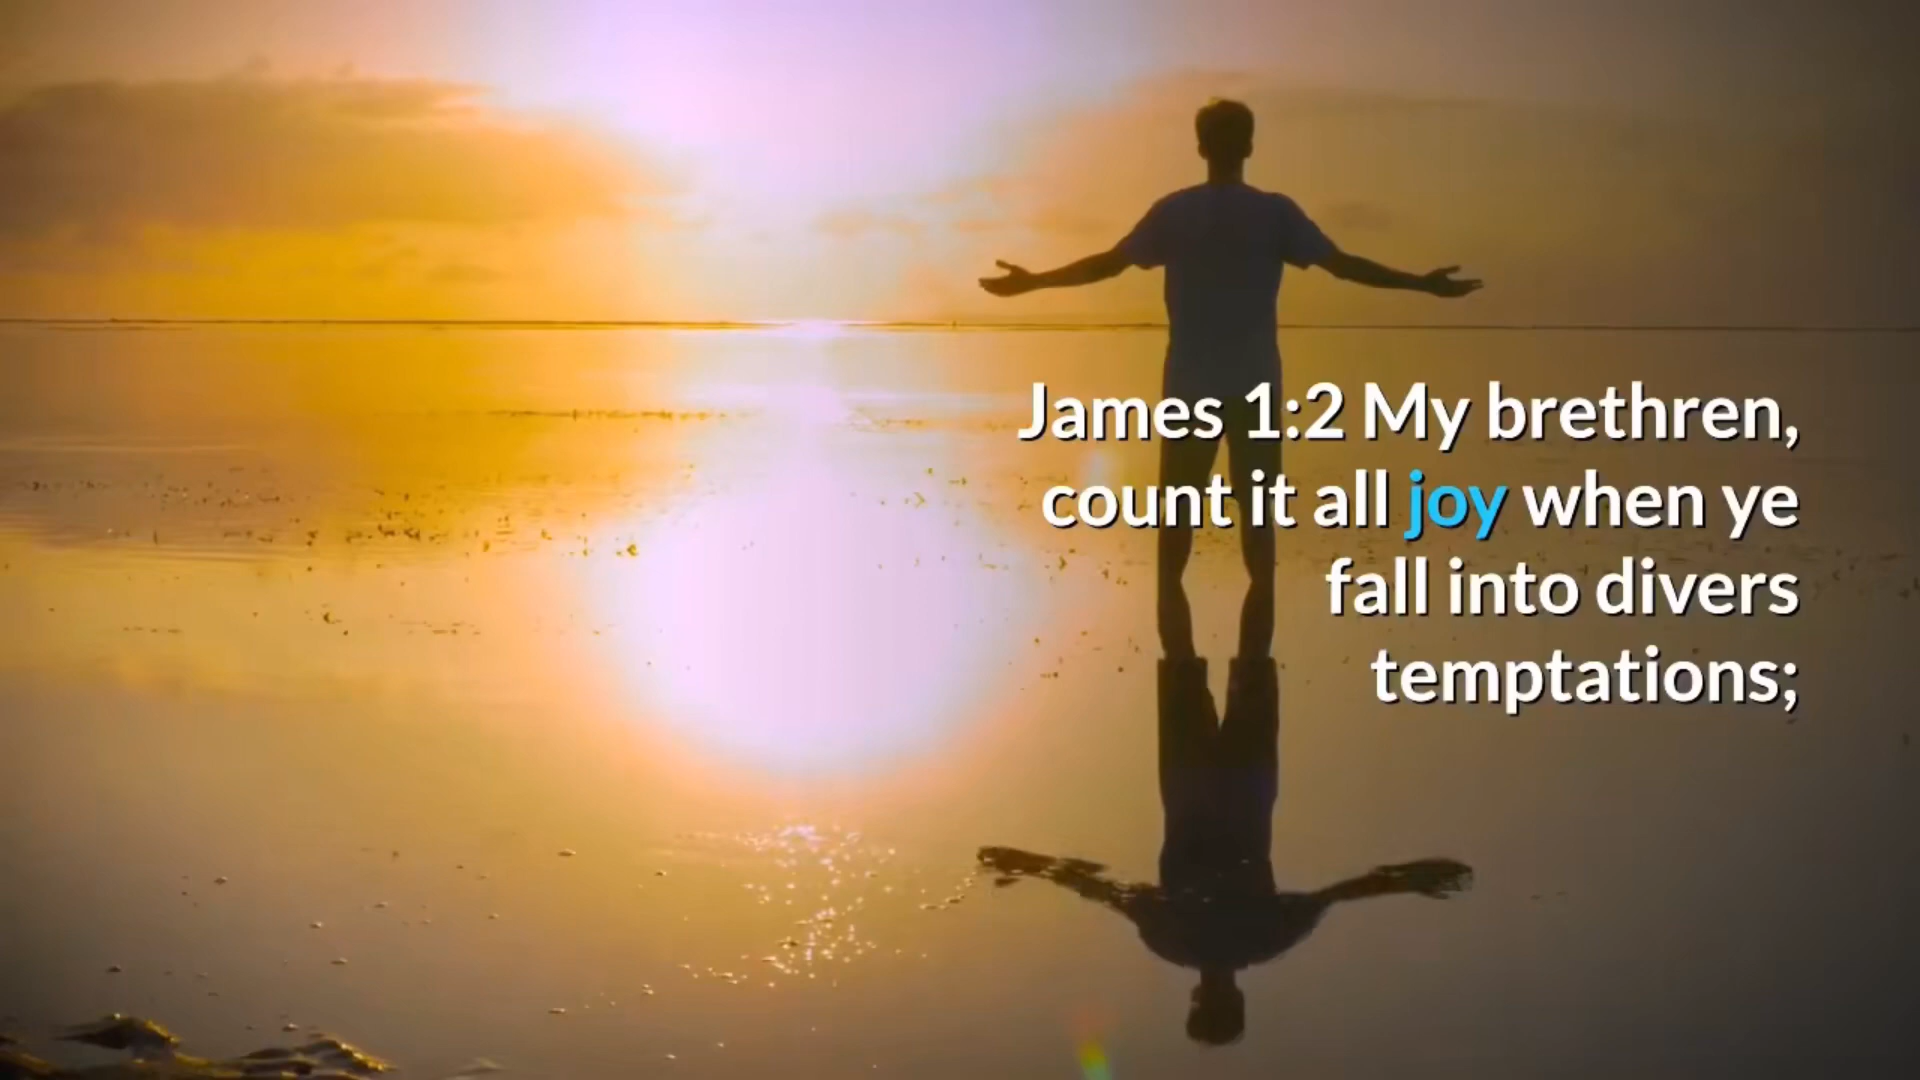 James 1:2 My brethren,
count it all joy when ye
fall into divers
temptations;